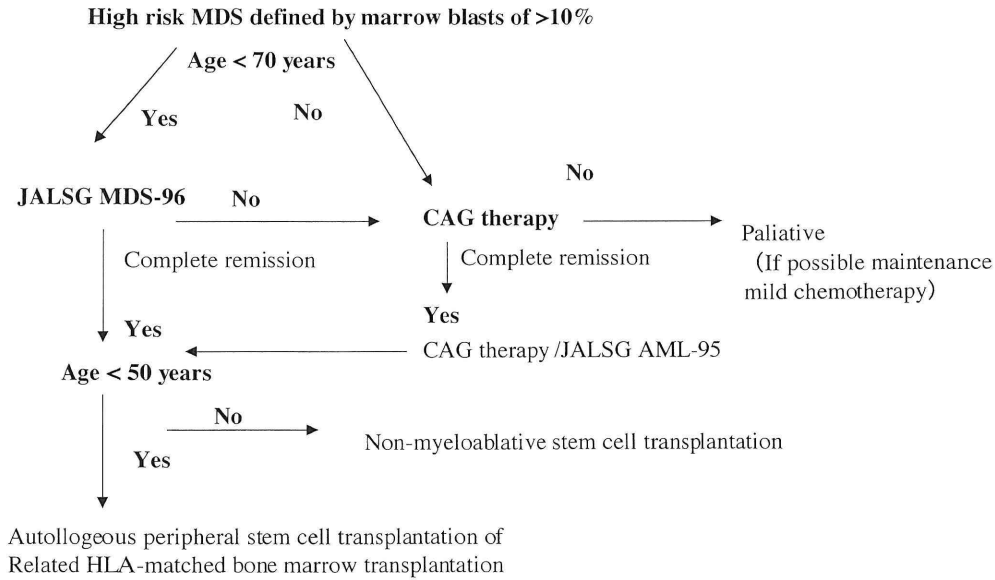 High risk MDS defined by marrow blasts of >10%
Age < 70 years
Yes
No
JALSG MDS-96
No
CAG therapy
No
Paliative
(If possible maintenance
mild chemotherapy)
Complete remission
Complete remission
Yes
Yes
CAG therapy /JALSG AML-95
Age < 50 years
No
Yes
Non-myeloablative stem cell transplantation
Autollogeous peripheral stem cell transplantation of
Related HLA-matched bone marrow transplantation